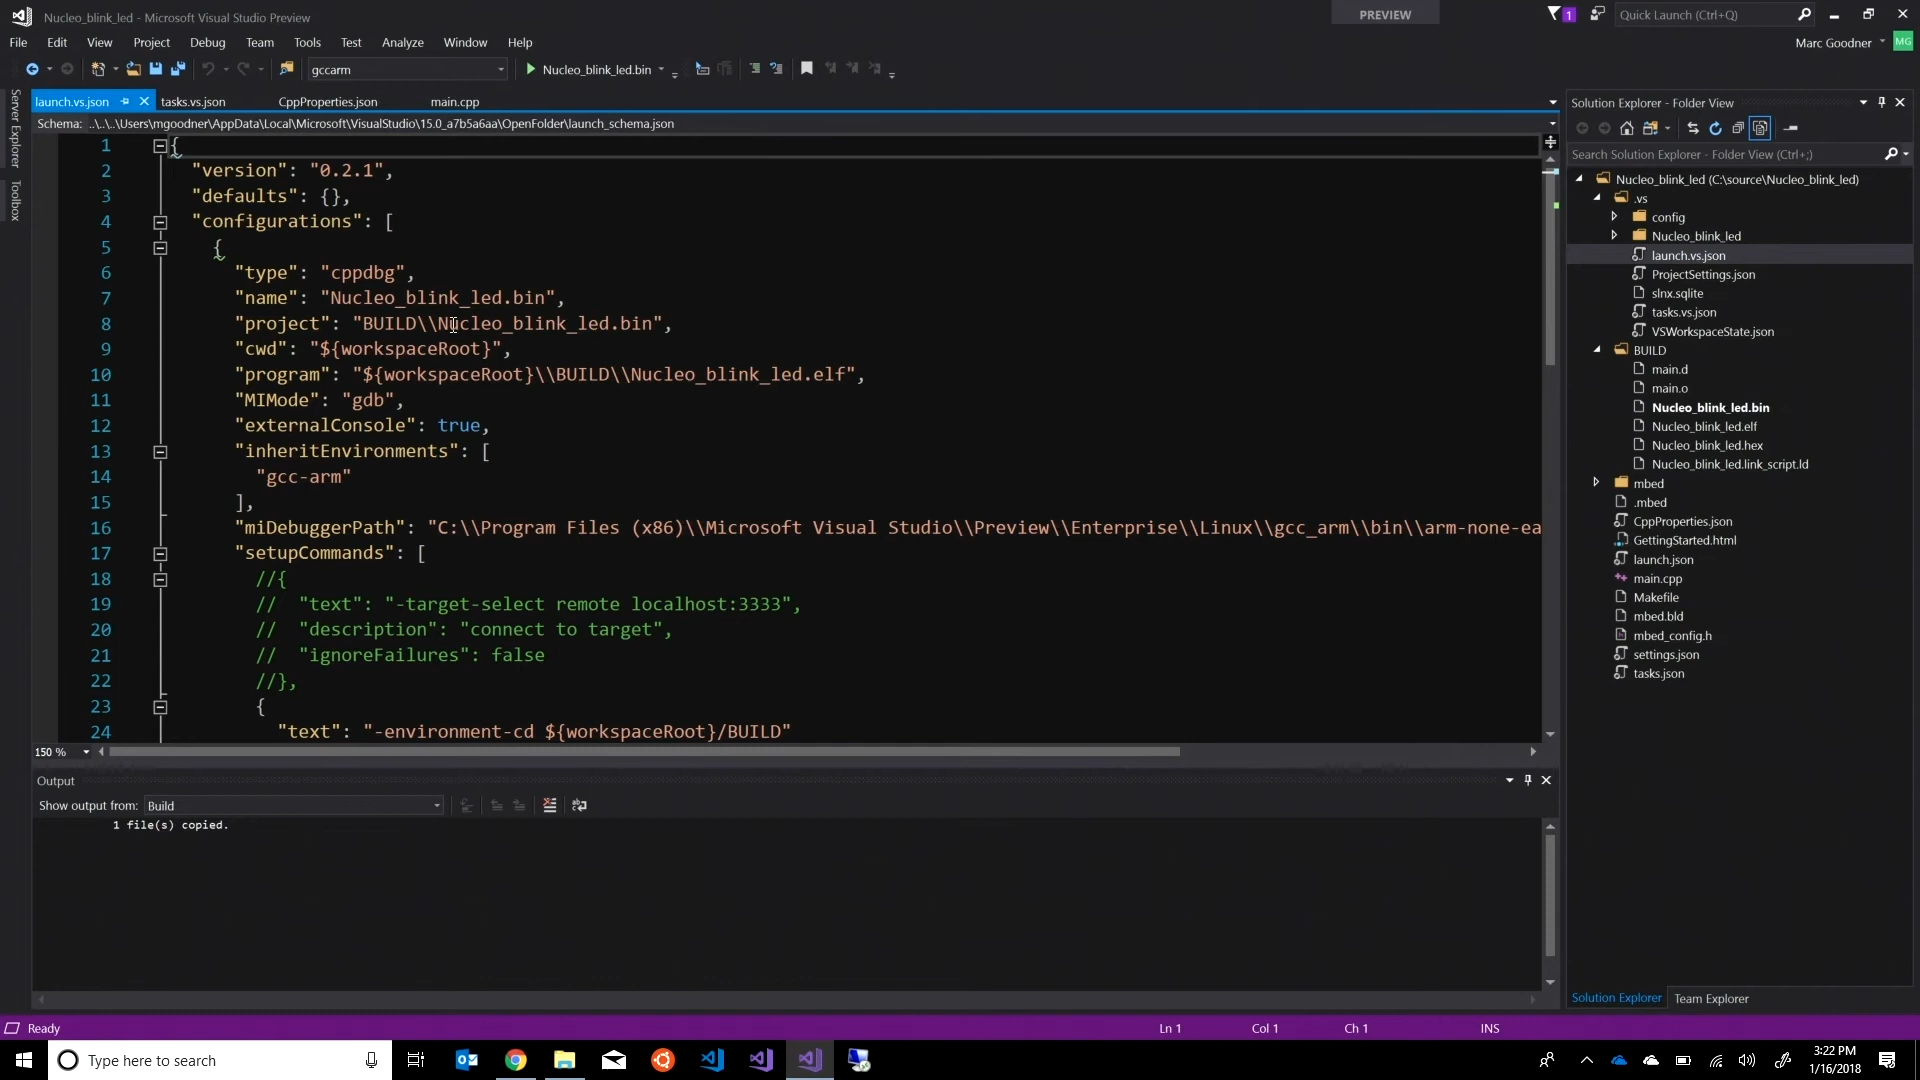 Nucleo_blink_led - Microsoft Visual Studio Preview
PREVIEW
1
Quick Launch (Ctrl+Q)
File Edit View Project Debug Team Tools Test Analyze Window Help
Marc Goodner
MG
gccarm
Nucleo_blink_led.bin
Server Explorer
Toolbox
launch.vs.json tasks.vs.json CppProperties.json main.cpp
Schema: ..\..\..\Users\mgoodner\AppData\Local\Microsoft\VisualStudio\15.0_a7b5a6aa\OpenFolder\launch_schema.json
1 {
2 "version": "0.2.1",
3 "defaults": {},
4 "configurations": [
5 {
6 "type": "cppdbg",
7 "name": "Nucleo_blink_led.bin",
8 "project": "BUILD\\Nucleo_blink_led.bin",
9 "cwd": "${workspaceRoot}",
10 "program": "${workspaceRoot}\\BUILD\\Nucleo_blink_led.elf",
11 "MIMode": "gdb",
12 "externalConsole": true,
13 "inheritEnvironments": [
14 "gcc-arm"
15 ],
16 "miDebuggerPath": "C:\\Program Files (x86)\\Microsoft Visual Studio\\Preview\\Enterprise\\Linux\\gcc_arm\\bin\\arm-none-ea
17 "setupCommands": [
18 //{
19 // "text": "-target-select remote localhost:3333",
20 // "description": "connect to target",
21 // "ignoreFailures": false
22 //},
23 {
24 "text": "-environment-cd ${workspaceRoot}/BUILD"
150 %
Output
Show output from: Build
1 file(s) copied.
Solution Explorer - Folder View
Search Solution Explorer - Folder View (Ctrl+;)
Nucleo_blink_led (C:\source\Nucleo_blink_led)
.vs
config
Nucleo_blink_led
launch.vs.json
ProjectSettings.json
slnx.sqlite
tasks.vs.json
VSWorkspaceState.json
BUILD
main.d
main.o
Nucleo_blink_led.bin
Nucleo_blink_led.elf
Nucleo_blink_led.hex
Nucleo_blink_led.link_script.ld
mbed
.mbed
CppProperties.json
GettingStarted.html
launch.json
main.cpp
Makefile
mbed.bld
mbed_config.h
settings.json
tasks.json
Solution Explorer Team Explorer
Ready
Ln 1 Col 1 Ch 1 INS
Type here to search
3:22 PM
1/16/2018